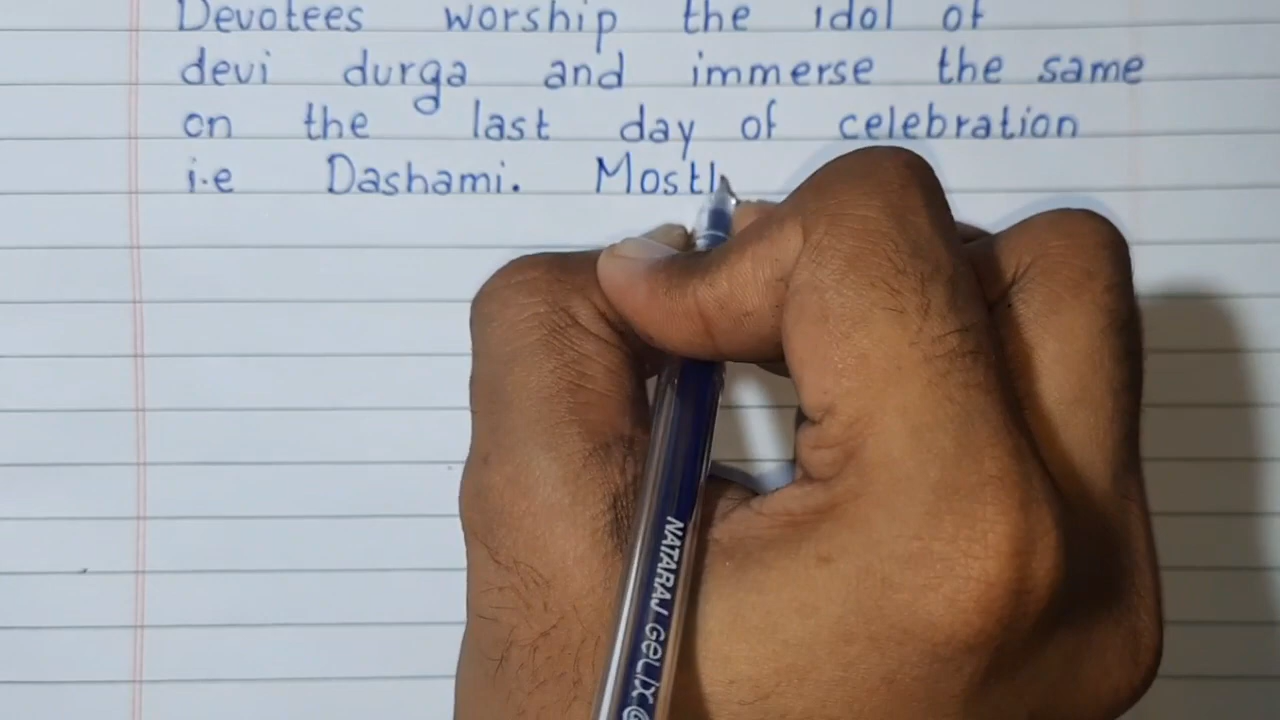 Devotees worship the idol of
devi durga and immerse the same
on the last day of celebration
i.e Dashami. Mostl
NATARAJ GELIX